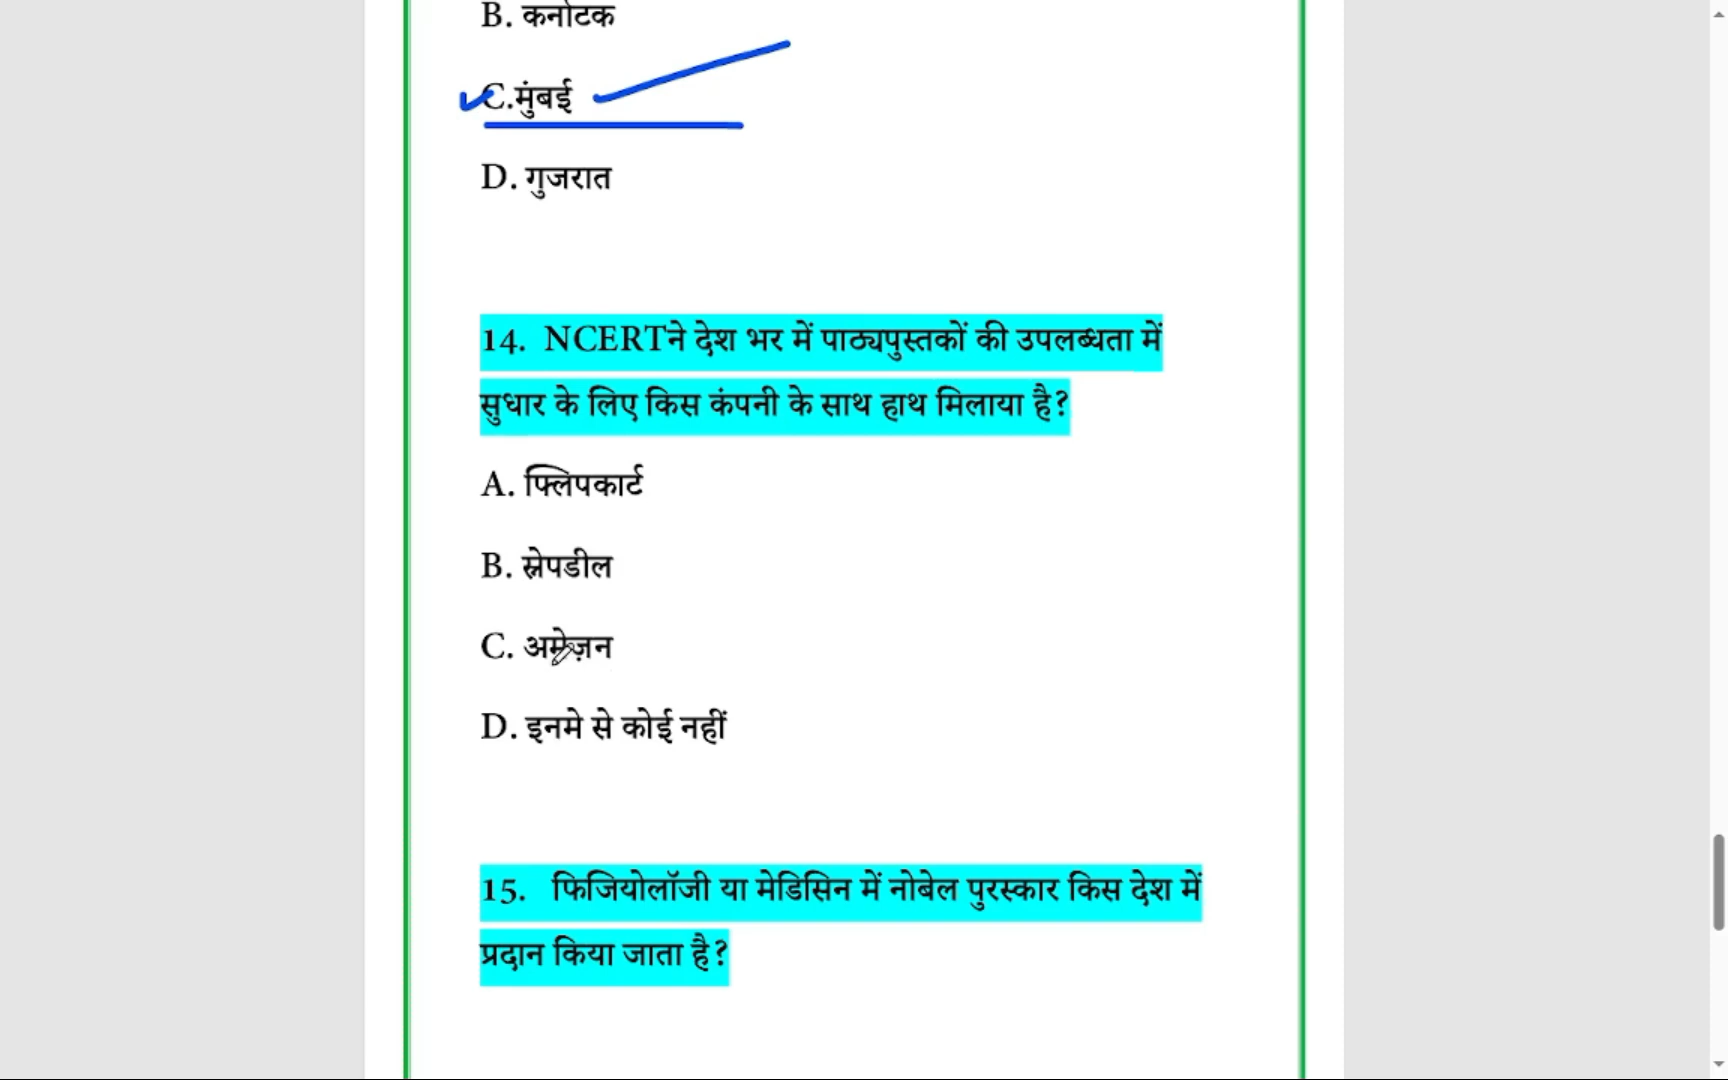 B. कर्नाटक
C.मुंबई
D. गुजरात
14. NCERTने देश भर में पाठ्यपुस्तकों की उपलब्धता में
सुधार के लिए किस कंपनी के साथ हाथ मिलाया है?
A. फ्लिपकार्ट
B. स्नेपडील
C. अमेज़न
D. इनमे से कोई नहीं
15. फिजियोलॉजी या मेडिसिन में नोबेल पुरस्कार किस देश में
प्रदान किया जाता है?